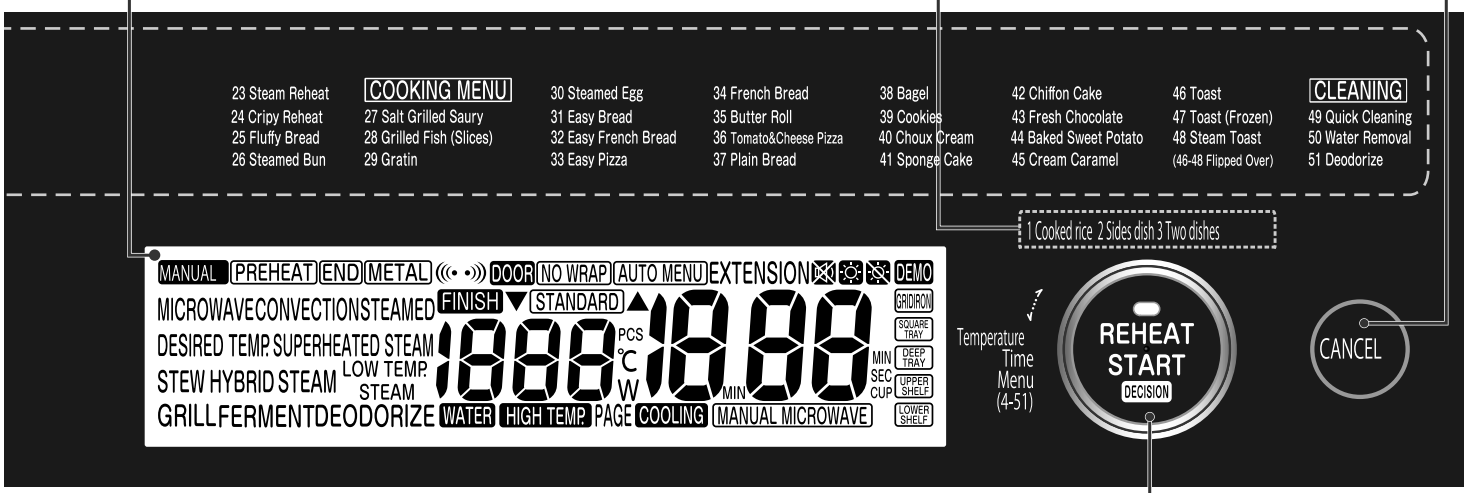 23 Steam Reheat
24 Cripy Reheat
25 Fluffy Bread
26 Steamed Bun
COOKING MENU
27 Salt Grilled Saury
28 Grilled Fish (Slices)
29 Gratin
30 Steamed Egg
31 Easy Bread
32 Easy French Bread
33 Easy Pizza
34 French Bread
35 Butter Roll
36 Tomato&Cheese Pizza
37 Plain Bread
38 Bagel
39 Cookies
40 Choux Cream
41 Sponge Cake
42 Chiffon Cake
43 Fresh Chocolate
44 Baked Sweet Potato
45 Cream Caramel
46 Toast
47 Toast (Frozen)
48 Steam Toast
(46-48 Flipped Over)
CLEANING
49 Quick Cleaning
50 Water Removal
51 Deodorize
1 Cooked rice 2 Sides dish 3 Two dishes
MANUAL PREHEAT END METAL DOOR NO WRAP AUTO MENU EXTENSION DEMO
MICROWAVE CONVECTION STEAMED FINISH STANDARD
DESIRED TEMP. SUPERHEATED STEAM
STEW HYBRID STEAM LOW TEMP. STEAM
GRILL FERMENT DEODORIZE WATER HIGH TEMP. PAGE COOLING MANUAL MICROWAVE
1888
PCS
°C
W
188
MIN
MIN
SEC
CUP
GRIDIRON
SQUARE TRAY
DEEP TRAY
UPPER SHELF
LOWER SHELF
Temperature
Time
Menu
(4-51)
REHEAT
START
DECISION
CANCEL